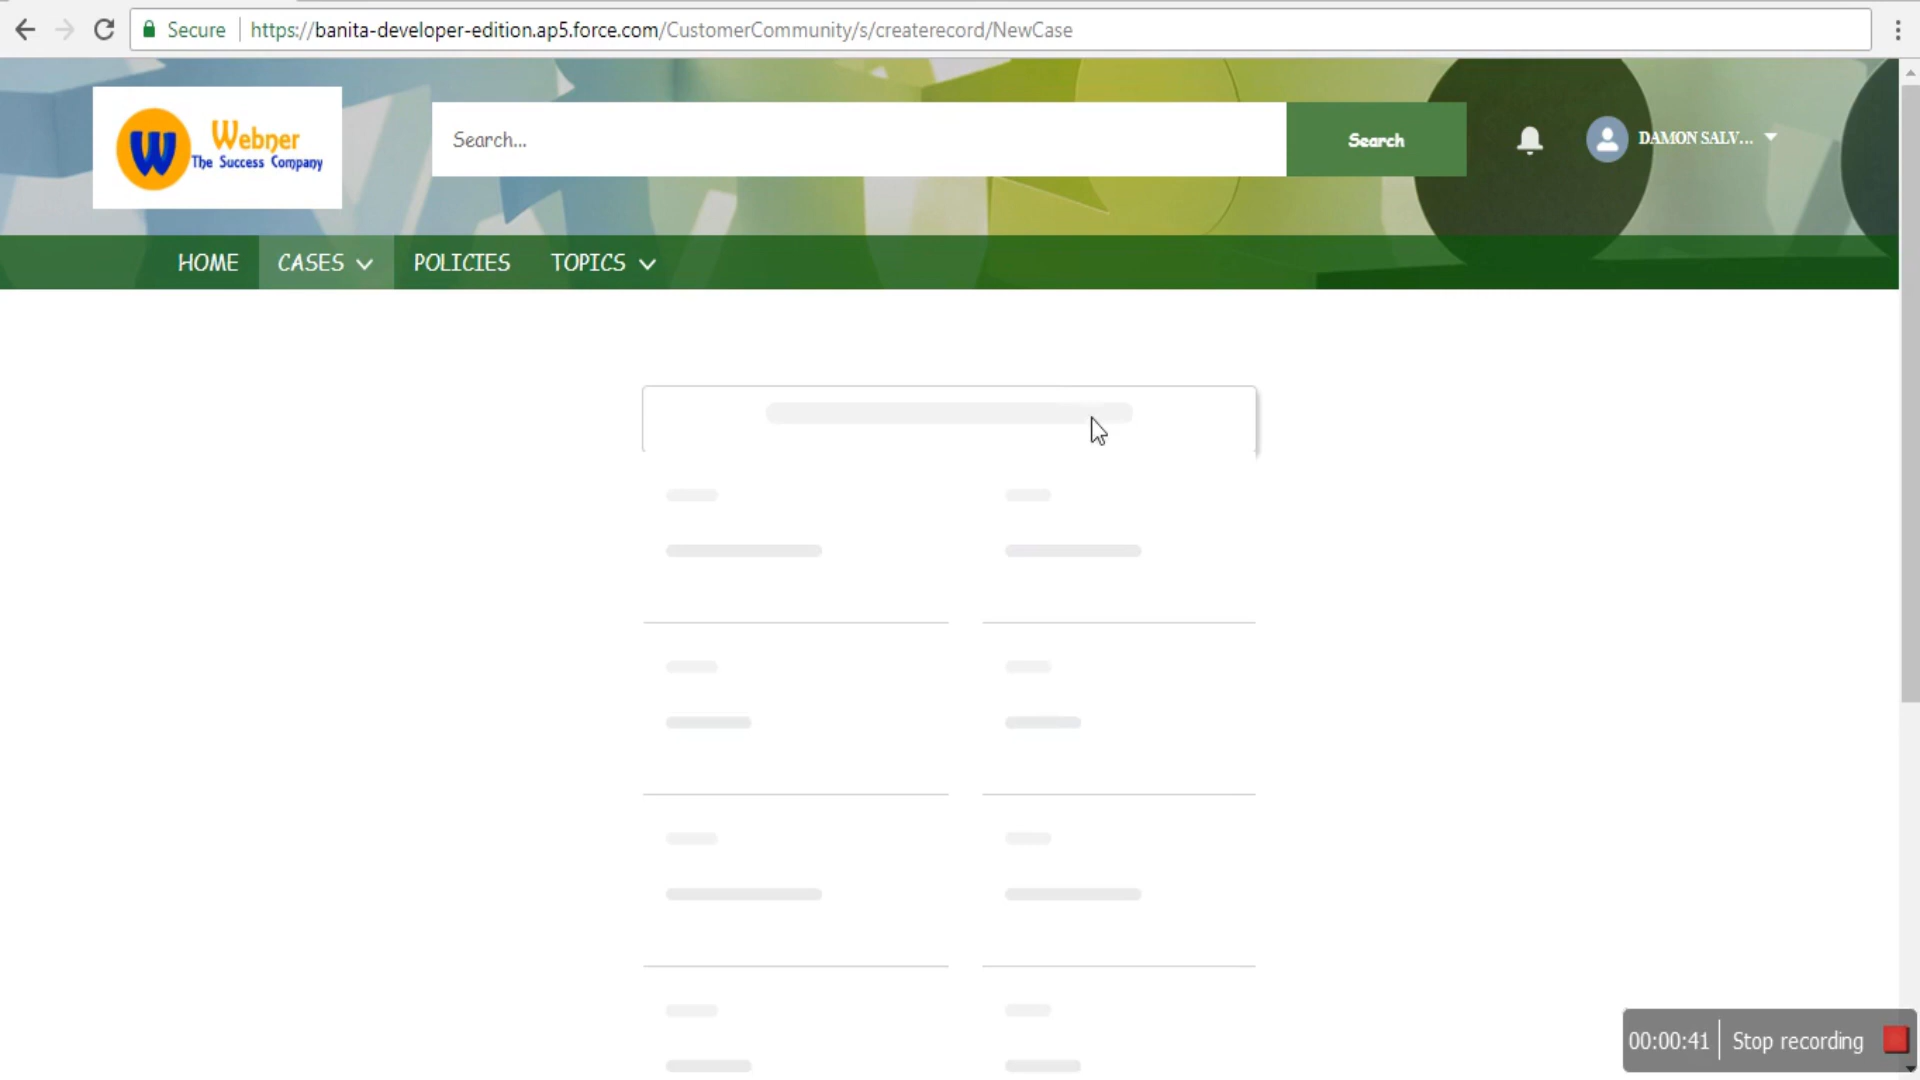 Secure
https://banita-developer-edition.ap5.force.com/CustomerCommunity/s/createrecord/NewCase
W Webner
The Success Company
Search...
Search
DAMON SALV...
HOME
CASES
POLICIES
TOPICS
00:00:41
Stop recording